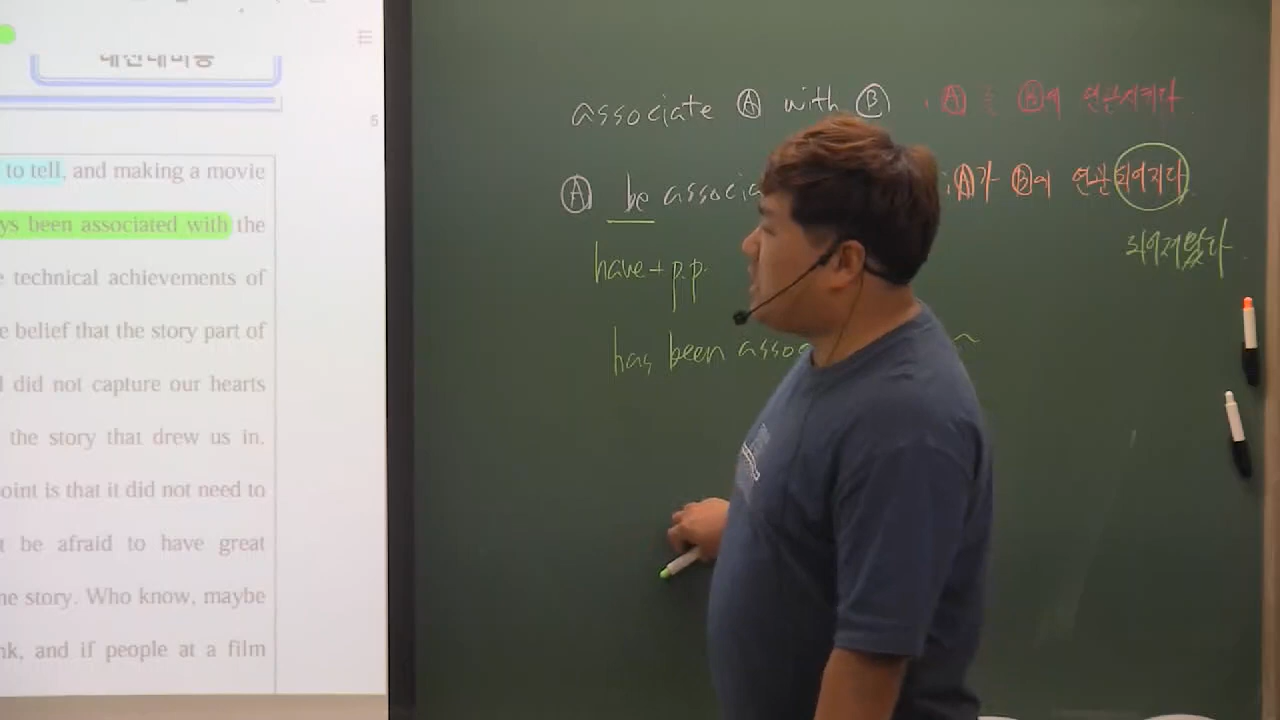 5
to tell, and making a movie
ys been associated with the
technical achievements of
belief that the story part of
did not capture our hearts
the story that drew us in.
oint is that it did not need to
be afraid to have great
story. Who know, maybe
nk, and if people at a film
associate Ⓐ with Ⓑ : Ⓐ를 Ⓑ에 연관시키다
Ⓐ be associa : Ⓐ가 Ⓑ에 연관 되어지다
되어져왔다
have + p.p.
has been assoc ~